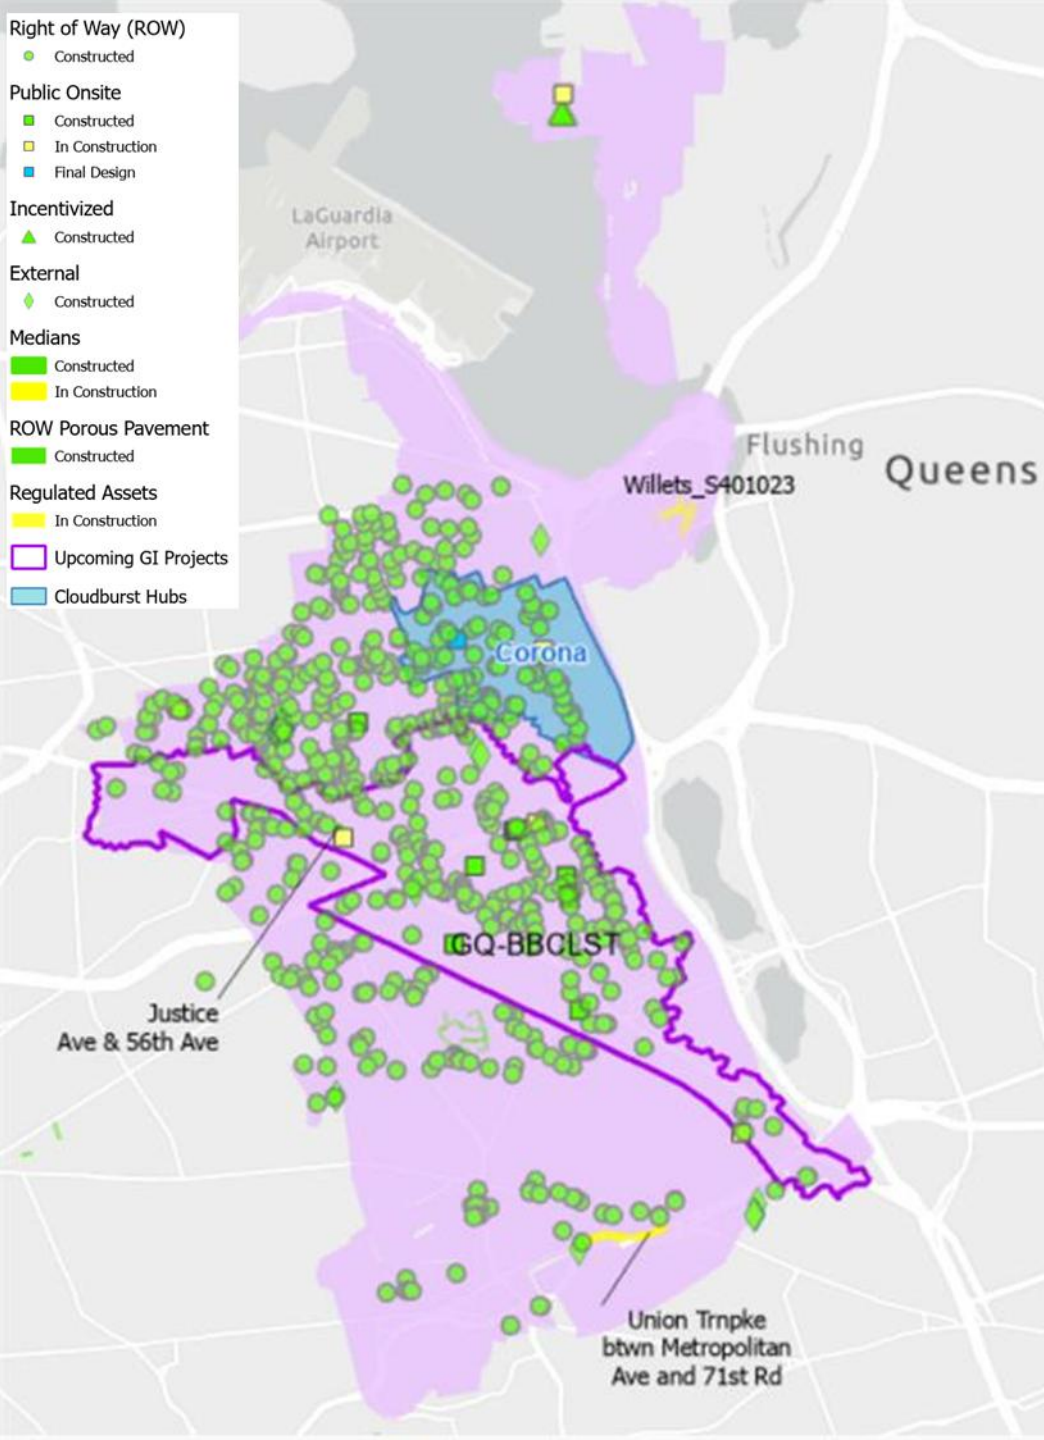 Right of Way (ROW)
Constructed
Public Onsite
Constructed
In Construction
Final Design
Incentivized
Constructed
External
Constructed
Medians
Constructed
In Construction
ROW Porous Pavement
Constructed
Regulated Assets
In Construction
Upcoming GI Projects
Cloudburst Hubs
LaGuardia
Airport
Flushing
Queens
Willets_S401023
Corona
GQ-BBCLST
Justice
Ave & 56th Ave
Union Trnpke
btwn Metropolitan
Ave and 71st Rd